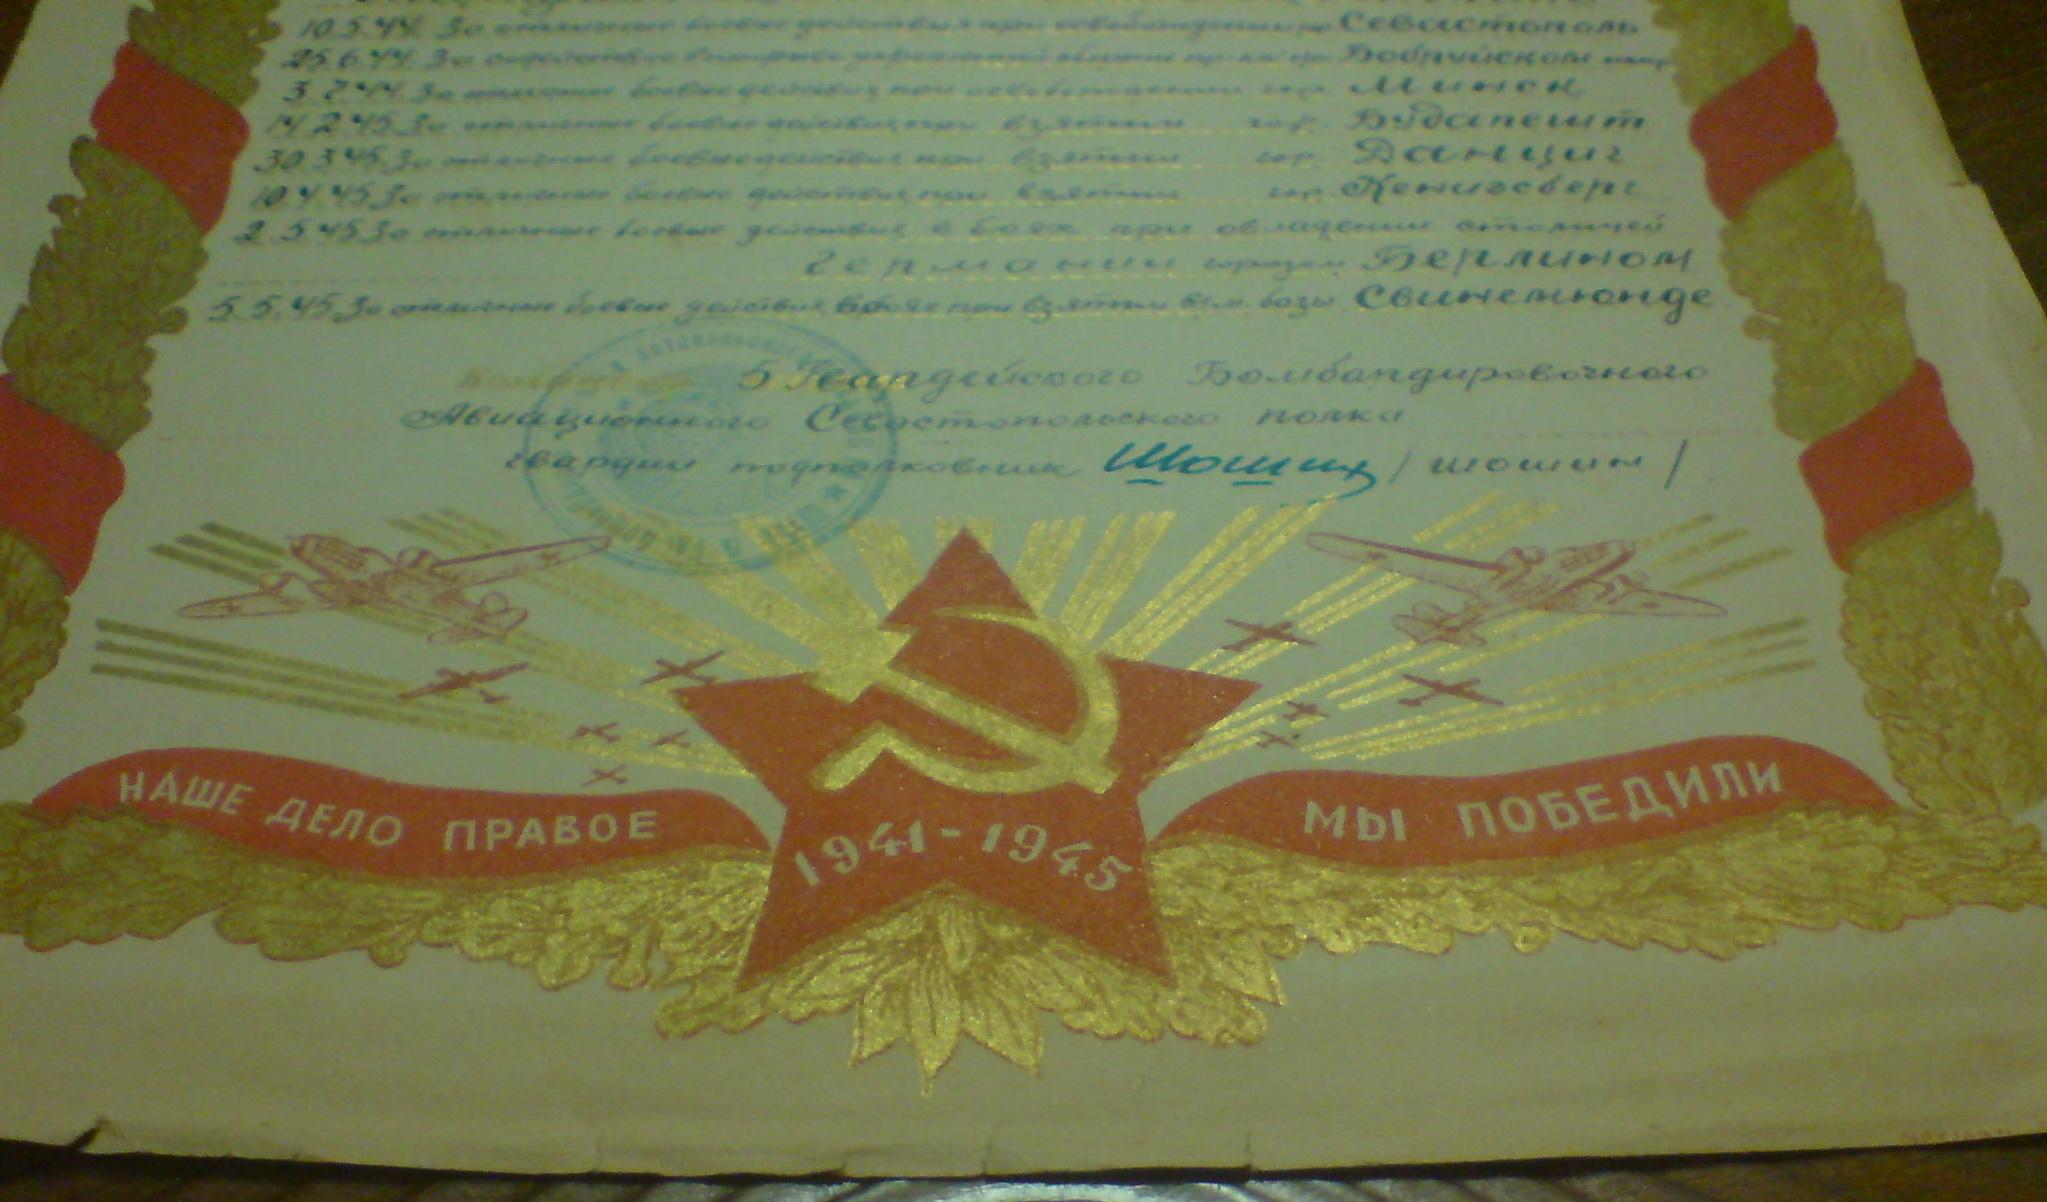 10.5.44. За отличные боевые действия при освобождении гор. Севастополь
25.6.44. За содействие в укрепленной обороны пр-ка на Бобруйском
3.7.44. За отличные боевые действия при освобождении гор. Минск
14.2.45. За отличные боевые действия при взятии гор. Будапешт
30.3.45. За отличные боевые действия при взятии гор. Данциг
10.4.45. За отличные боевые действия при взятии гор. Кенигсберг
2.5.45. За отличные боевые действия в боях при овладении столицей
Германии городом Берлином
5.5.45. За отличные боевые действия в боях при взятии в/м. базы Свинемюнде
Командир 5 Гвардейского Бомбардировочного
Авиационного Севастопольского полка
гвардии подполковник Шошин /Шошин/
НАШЕ ДЕЛО ПРАВОЕ
МЫ ПОБЕДИЛИ
1941-1945